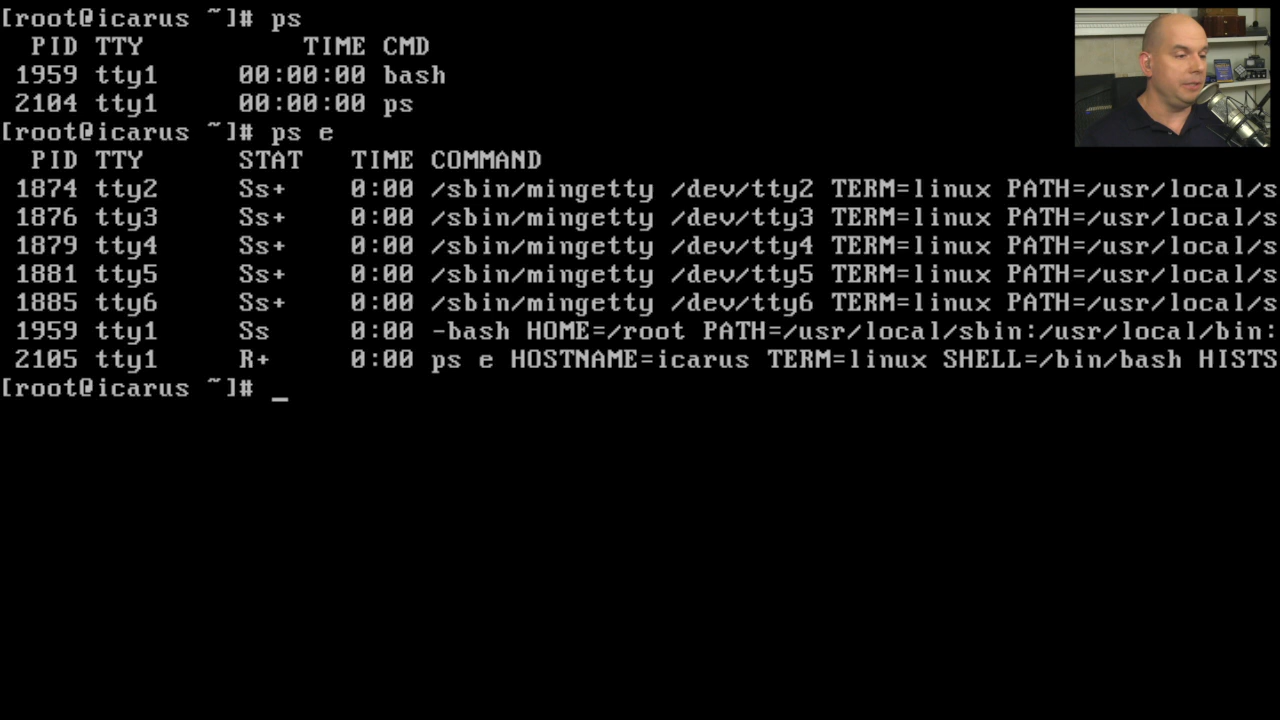 [root@icarus ~]# ps
PID TTY TIME CMD
1959 tty1 00:00:00 bash
2104 tty1 00:00:00 ps
[root@icarus ~]# ps e
PID TTY STAT TIME COMMAND
1874 tty2 Ss+ 0:00 /sbin/mingetty /dev/tty2 TERM=linux PATH=/usr/local/s
1876 tty3 Ss+ 0:00 /sbin/mingetty /dev/tty3 TERM=linux PATH=/usr/local/s
1879 tty4 Ss+ 0:00 /sbin/mingetty /dev/tty4 TERM=linux PATH=/usr/local/s
1881 tty5 Ss+ 0:00 /sbin/mingetty /dev/tty5 TERM=linux PATH=/usr/local/s
1885 tty6 Ss+ 0:00 /sbin/mingetty /dev/tty6 TERM=linux PATH=/usr/local/s
1959 tty1 Ss 0:00 -bash HOME=/root PATH=/usr/local/sbin:/usr/local/bin:
2105 tty1 R+ 0:00 ps e HOSTNAME=icarus TERM=linux SHELL=/bin/bash HISTS
[root@icarus ~]# _